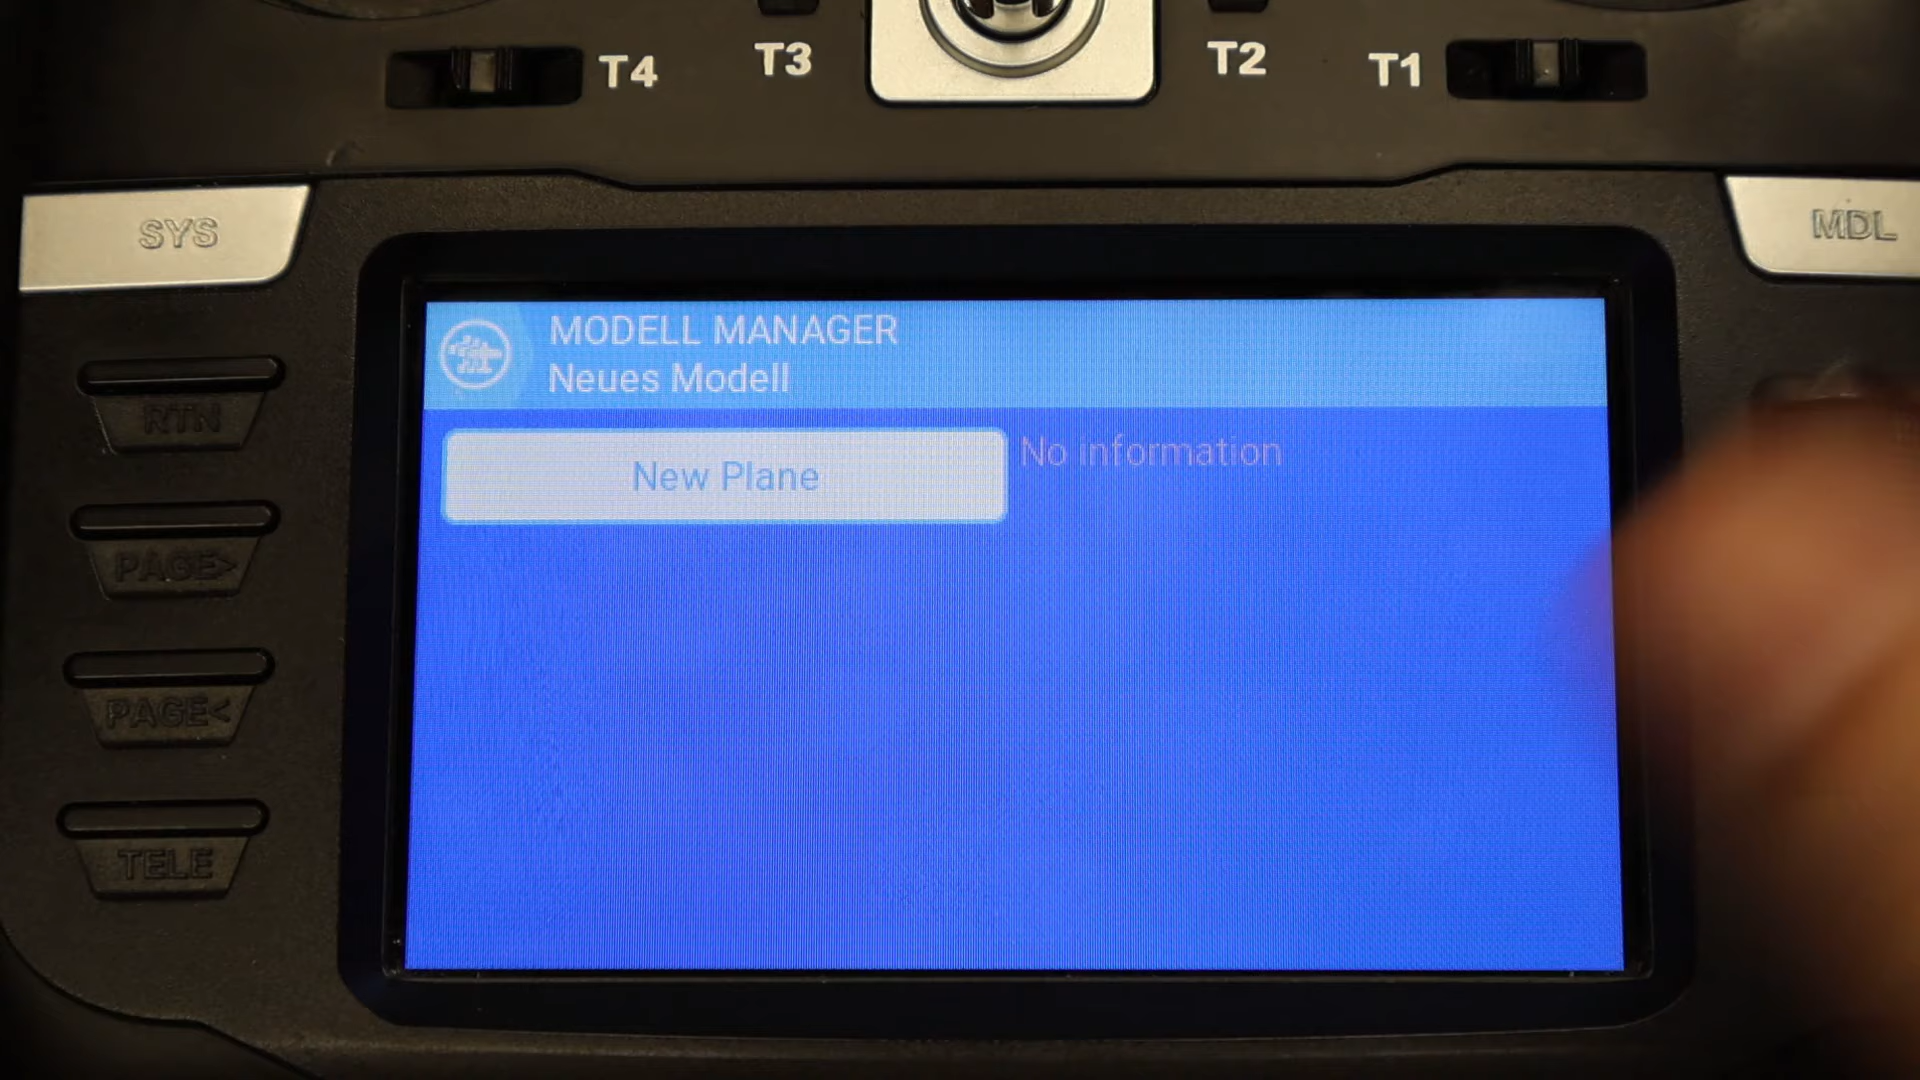 T4
T3
T2
T1
SYS
MDL
MODELL MANAGER
Neues Modell
RTN
New Plane
No information
PAGE>
PAGE<
TELE